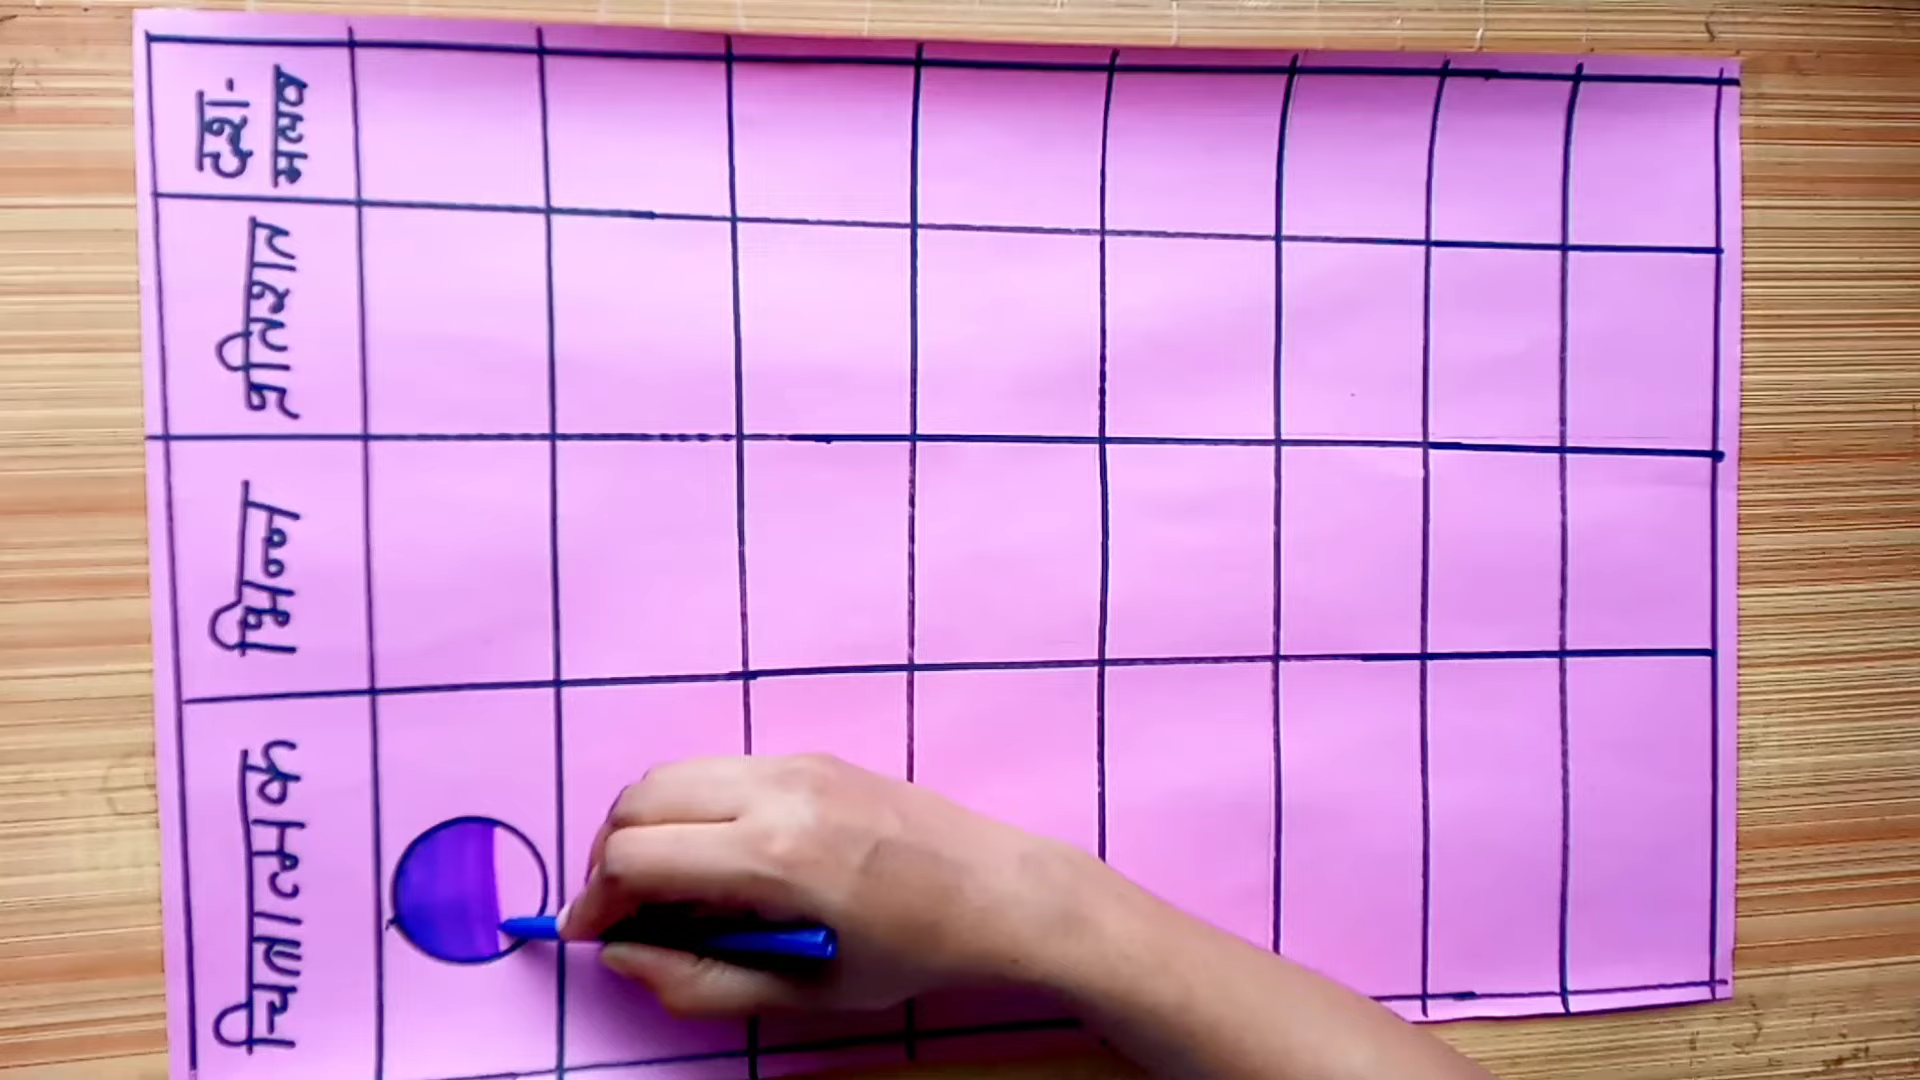 चित्रात्मक
भिन्न
प्रतिशत
दश-
मलव